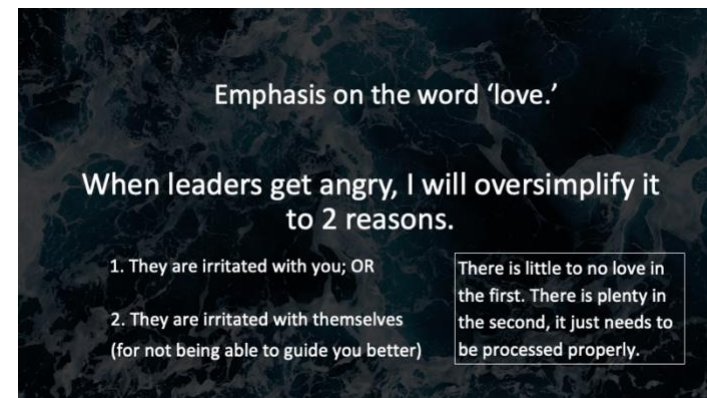 Emphasis on the word ‘love.’
When leaders get angry, I will oversimplify it
to 2 reasons.
1. They are irritated with you; OR
2. They are irritated with themselves
(for not being able to guide you better)
There is little to no love in
the first. There is plenty in
the second, it just needs to
be processed properly.